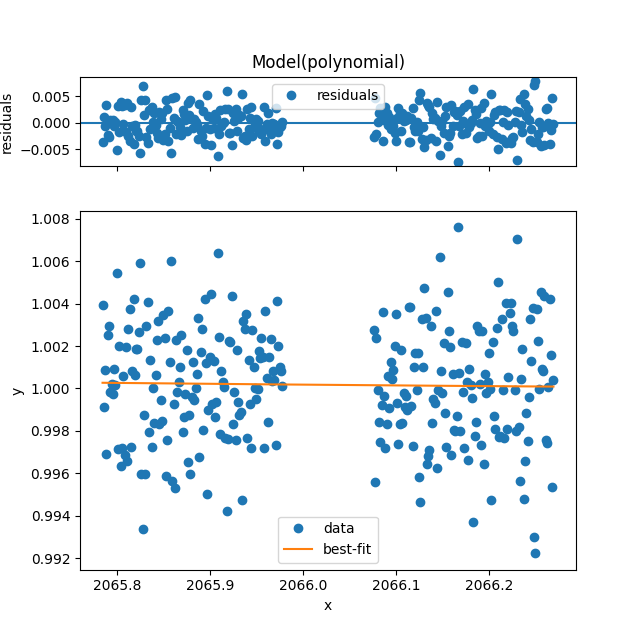 Model(polynomial)
residuals
0.005
0.000
−0.005
residuals
1.008
1.006
1.004
1.002
1.000
0.998
0.996
0.994
0.992
y
data
best-fit
2065.8 2065.9 2066.0 2066.1 2066.2
x